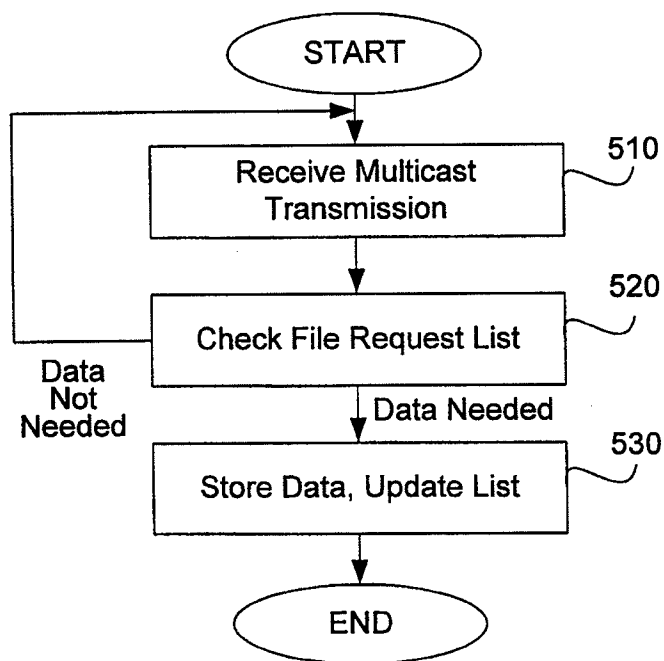 START
510
Receive Multicast
Transmission
520
Check File Request List
Data
Not
Needed
Data Needed
530
Store Data, Update List
END